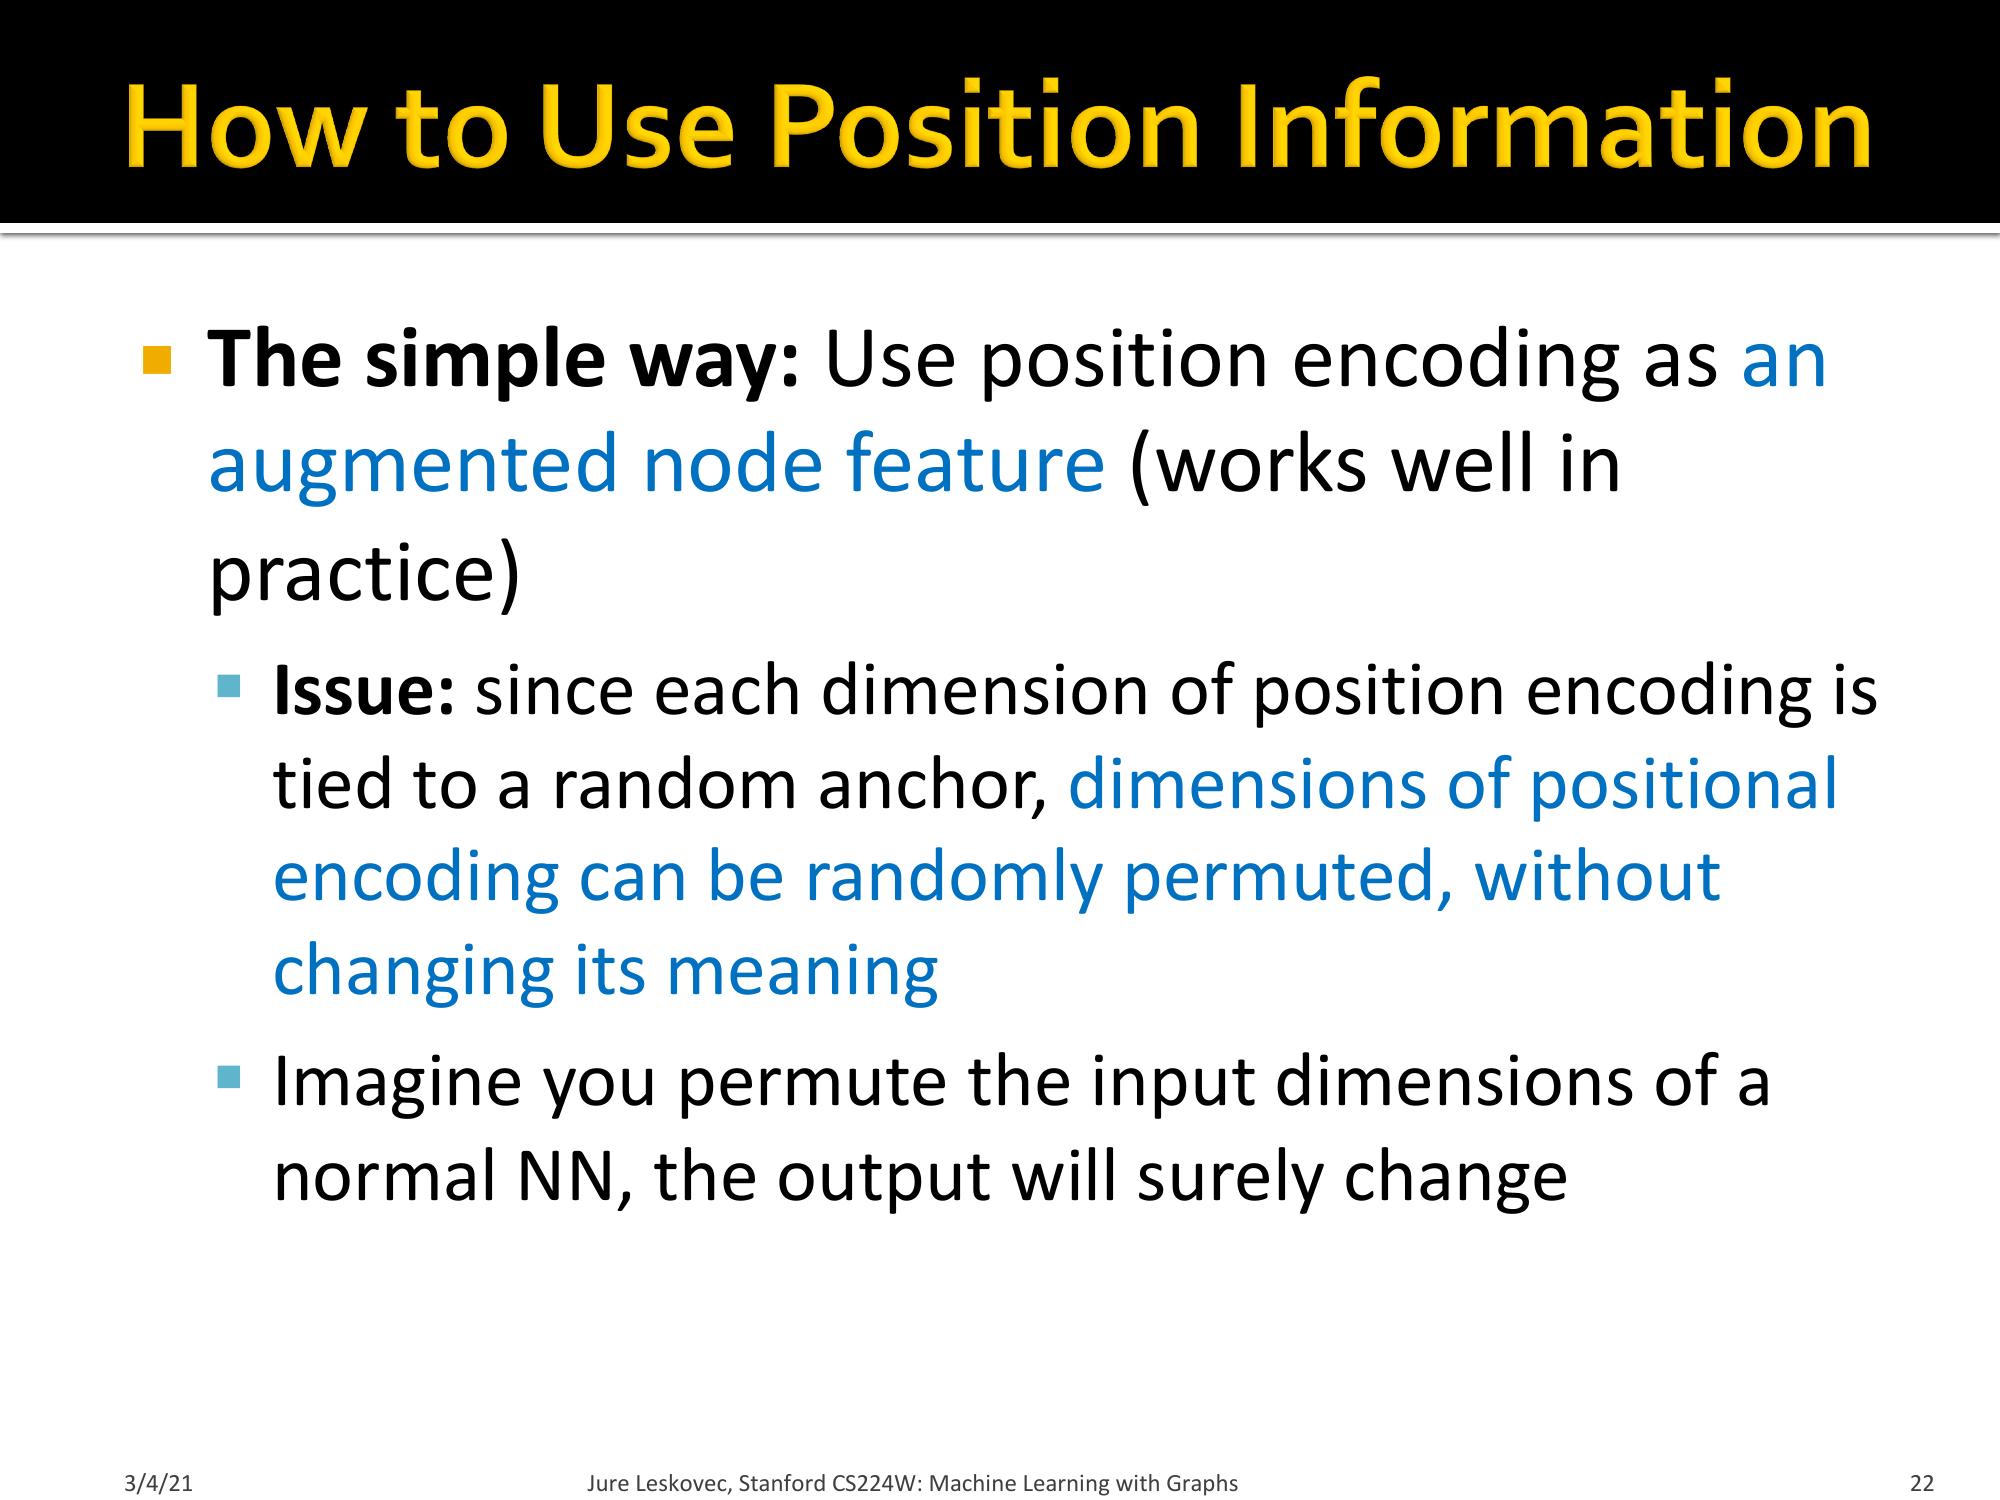 How to Use Position Information
The simple way: Use position encoding as an
augmented node feature (works well in
practice)
Issue: since each dimension of position encoding is
tied to a random anchor, dimensions of positional
encoding can be randomly permuted, without
changing its meaning
Imagine you permute the input dimensions of a
normal NN, the output will surely change
3/4/21
Jure Leskovec, Stanford CS224W: Machine Learning with Graphs
22